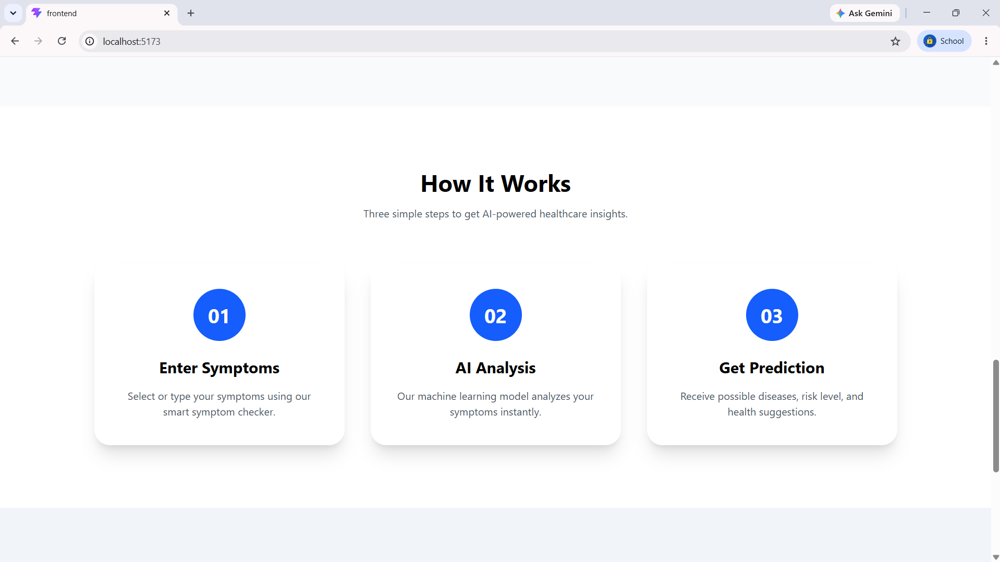 frontend
Ask Gemini
localhost:5173
School
How It Works
Three simple steps to get AI-powered healthcare insights.
01
Enter Symptoms
Select or type your symptoms using our
smart symptom checker.
02
AI Analysis
Our machine learning model analyzes your
symptoms instantly.
03
Get Prediction
Receive possible diseases, risk level, and
health suggestions.